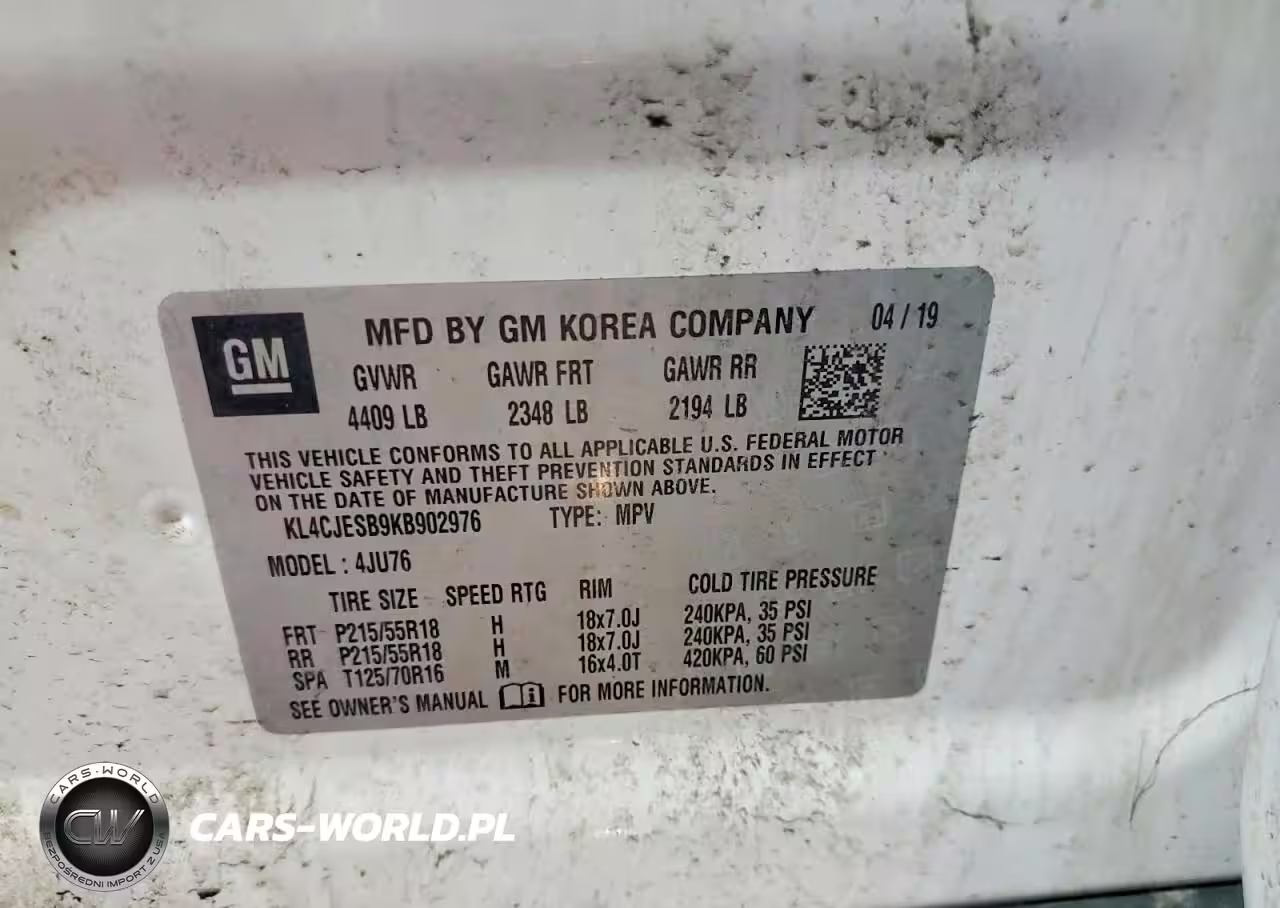 GM
MFD BY GM KOREA COMPANY 04 / 19
GVWR GAWR FRT GAWR RR
4409 LB 2348 LB 2194 LB
THIS VEHICLE CONFORMS TO ALL APPLICABLE U.S. FEDERAL MOTOR
VEHICLE SAFETY AND THEFT PREVENTION STANDARDS IN EFFECT
ON THE DATE OF MANUFACTURE SHOWN ABOVE.
KL4CJESB9KB902976 TYPE: MPV
MODEL : 4JU76
TIRE SIZE SPEED RTG RIM COLD TIRE PRESSURE
FRT P215/55R18 H 18x7.0J 240KPA, 35 PSI
RR P215/55R18 H 18x7.0J 240KPA, 35 PSI
SPA T125/70R16 M 16x4.0T 420KPA, 60 PSI
SEE OWNER'S MANUAL FOR MORE INFORMATION.
CARS-WORLD
CW
BEZPOŚREDNI IMPORT Z USA
CARS-WORLD.PL